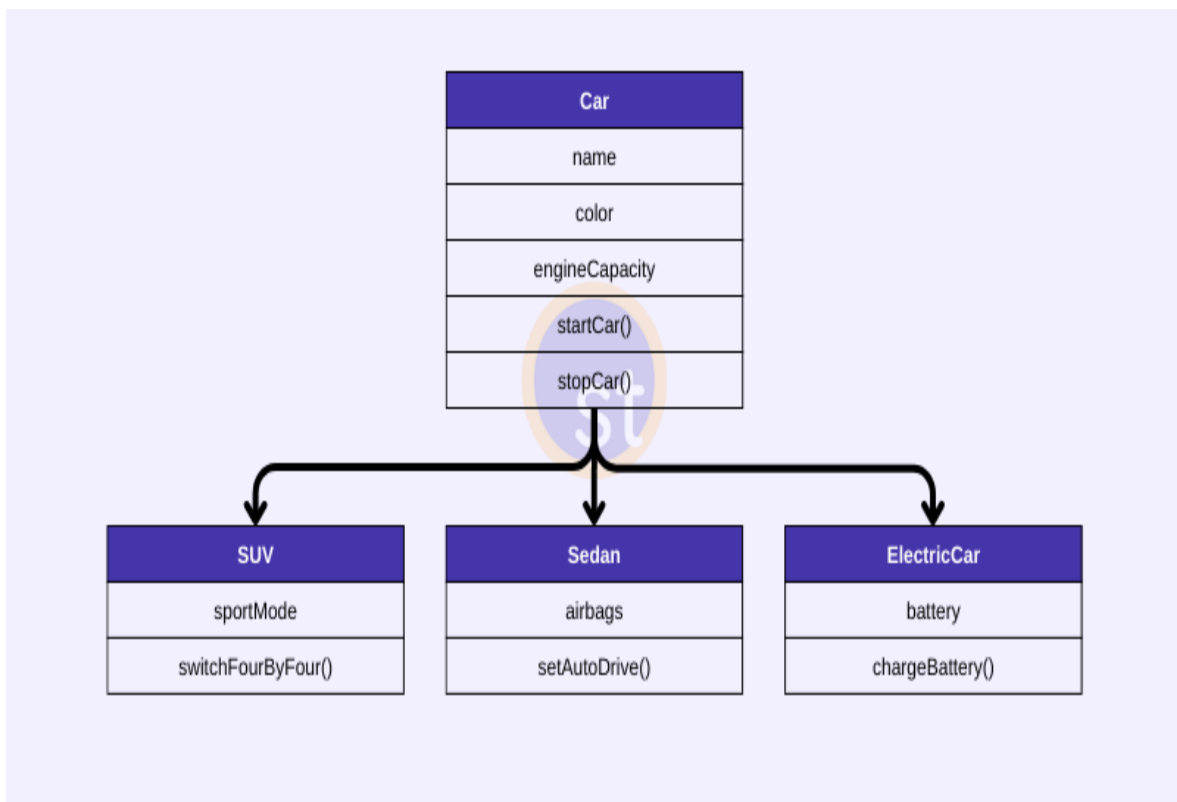 Car
name
color
engineCapacity
startCar()
stopCar()
st
SUV
sportMode
switchFourByFour()
Sedan
airbags
setAutoDrive()
ElectricCar
battery
chargeBattery()